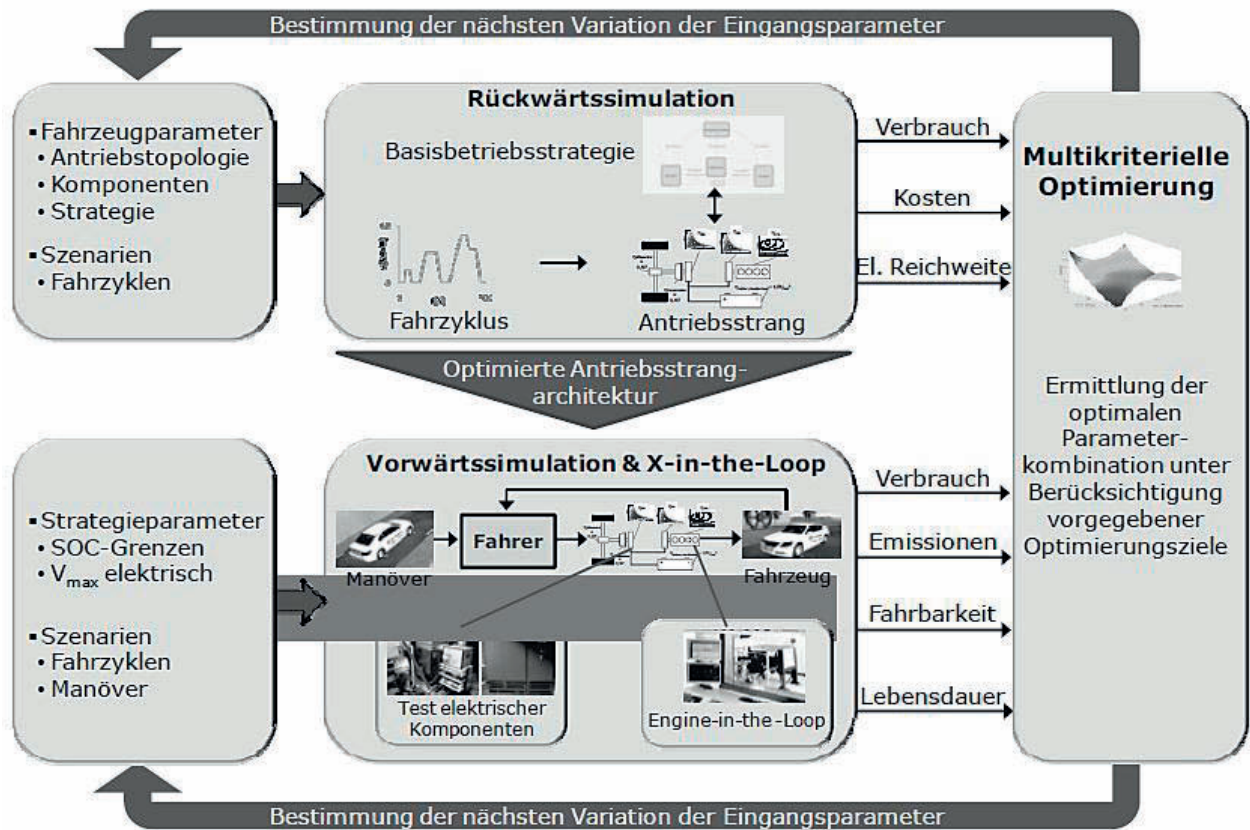 Bestimmung der nächsten Variation der Eingangsparameter
▪Fahrzeugparameter
•Antriebstopologie
•Komponenten
•Strategie
▪Szenarien
•Fahrzyklen
Rückwärtssimulation
Basisbetriebsstrategie
Fahrzyklus
Antriebsstrang
Verbrauch
Kosten
El. Reichweite
Multikriterielle
Optimierung
Ermittlung der
optimalen
Parameter-
kombination unter
Berücksichtigung
vorgegebener
Optimierungsziele
Optimierte Antriebsstrang-
architektur
▪Strategieparameter
•SOC-Grenzen
•Vmax elektrisch
▪Szenarien
•Fahrzyklen
•Manöver
Vorwärtssimulation & X-in-the-Loop
Manöver
Fahrer
Fahrzeug
Test elektrischer
Komponenten
Engine-in-the-Loop
Verbrauch
Emissionen
Fahrbarkeit
Lebensdauer
Bestimmung der nächsten Variation der Eingangsparameter